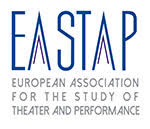 EASTAP
EUROPEAN ASSOCIATION
FOR THE STUDY OF
THEATER AND PERFORMANCE